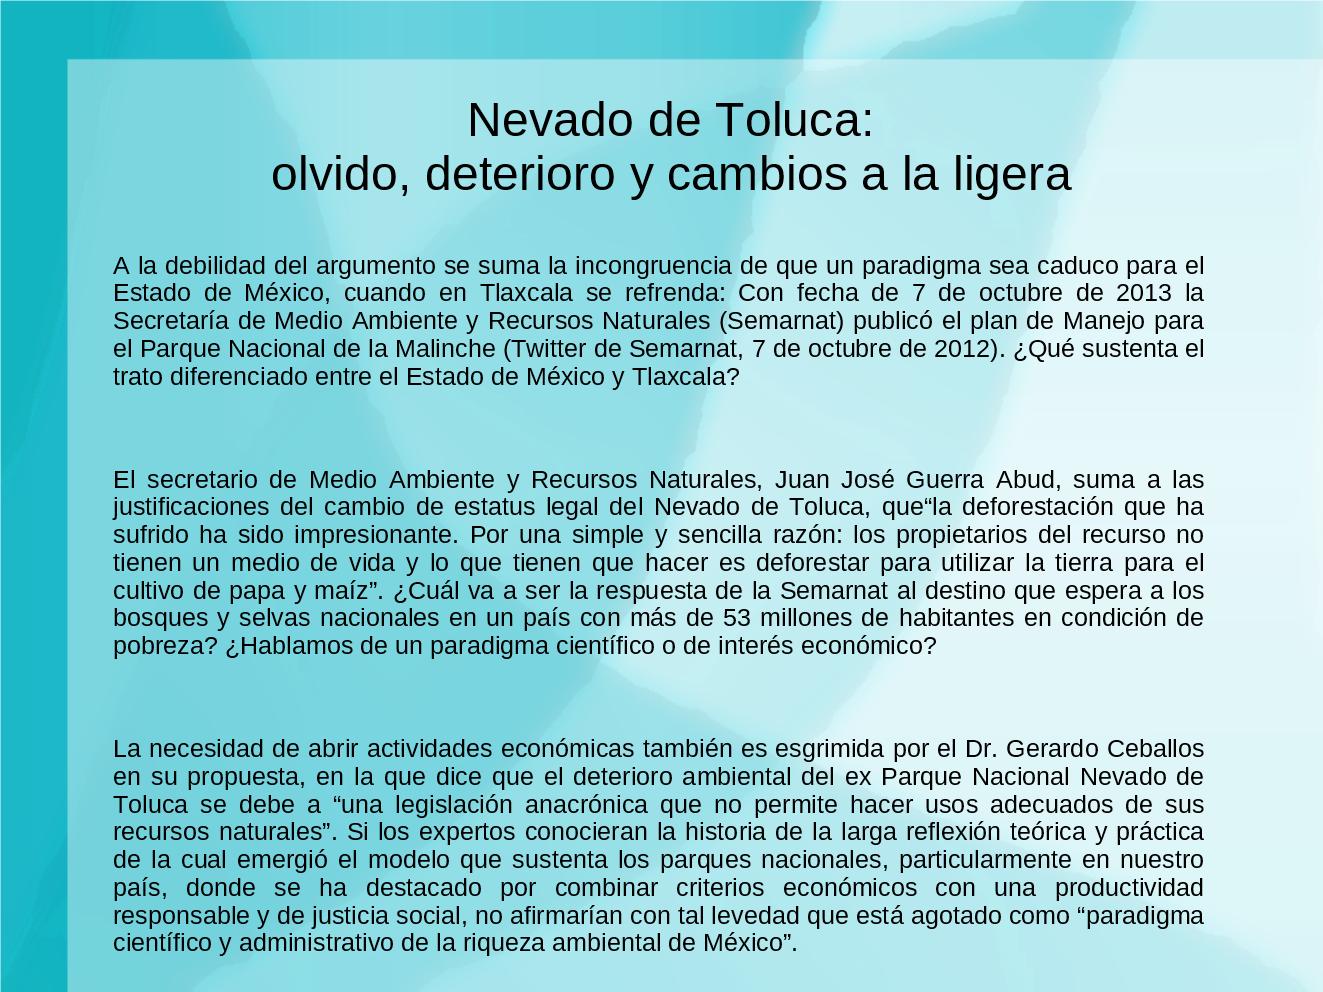 Nevado de Toluca:
olvido, deterioro y cambios a la ligera
A la debilidad del argumento se suma la incongruencia de que un paradigma sea caduco para el
Estado de México, cuando en Tlaxcala se refrenda: Con fecha de 7 de octubre de 2013 la
Secretaría de Medio Ambiente y Recursos Naturales (Semarnat) publicó el plan de Manejo para
el Parque Nacional de la Malinche (Twitter de Semarnat, 7 de octubre de 2012). ¿Qué sustenta el
trato diferenciado entre el Estado de México y Tlaxcala?
El secretario de Medio Ambiente y Recursos Naturales, Juan José Guerra Abud, suma a las
justificaciones del cambio de estatus legal del Nevado de Toluca, que“la deforestación que ha
sufrido ha sido impresionante. Por una simple y sencilla razón: los propietarios del recurso no
tienen un medio de vida y lo que tienen que hacer es deforestar para utilizar la tierra para el
cultivo de papa y maíz”. ¿Cuál va a ser la respuesta de la Semarnat al destino que espera a los
bosques y selvas nacionales en un país con más de 53 millones de habitantes en condición de
pobreza? ¿Hablamos de un paradigma científico o de interés económico?
La necesidad de abrir actividades económicas también es esgrimida por el Dr. Gerardo Ceballos
en su propuesta, en la que dice que el deterioro ambiental del ex Parque Nacional Nevado de
Toluca se debe a “una legislación anacrónica que no permite hacer usos adecuados de sus
recursos naturales”. Si los expertos conocieran la historia de la larga reflexión teórica y práctica
de la cual emergió el modelo que sustenta los parques nacionales, particularmente en nuestro
país, donde se ha destacado por combinar criterios económicos con una productividad
responsable y de justicia social, no afirmarían con tal levedad que está agotado como “paradigma
científico y administrativo de la riqueza ambiental de México”.